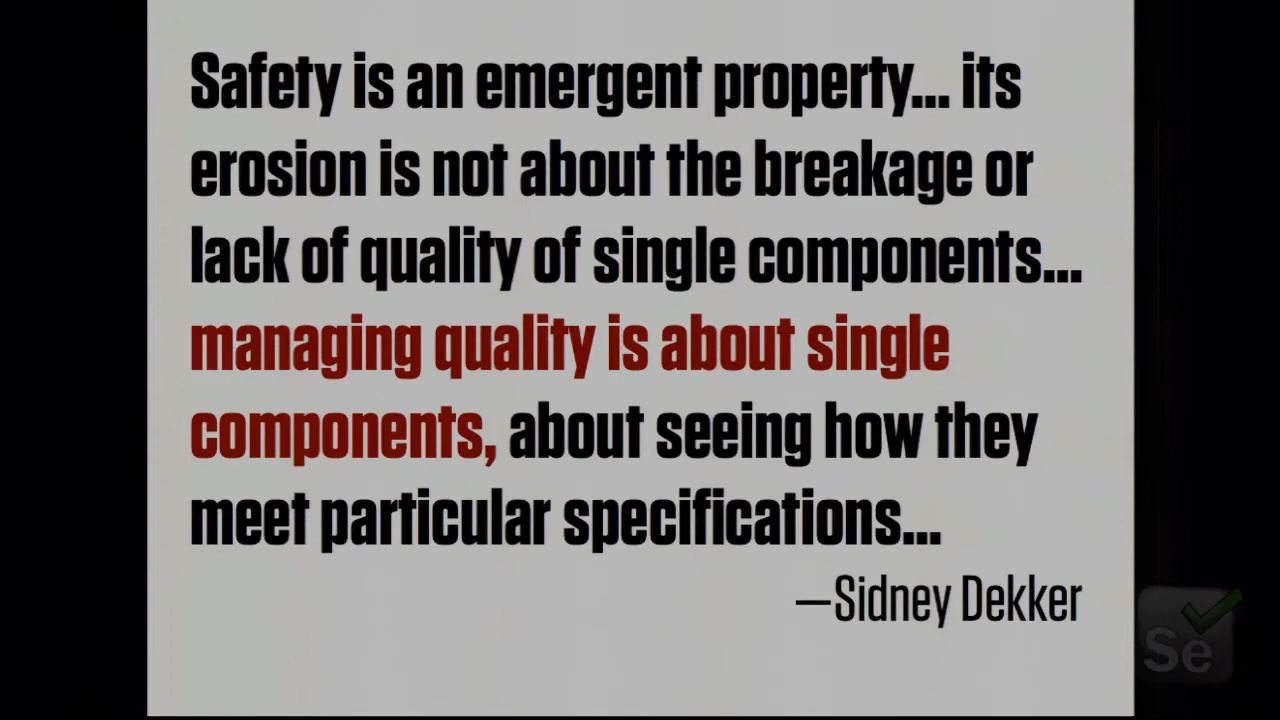 Safety is an emergent property... its
erosion is not about the breakage or
lack of quality of single components...
managing quality is about single
components, about seeing how they
meet particular specifications...
—Sidney Dekker
Se